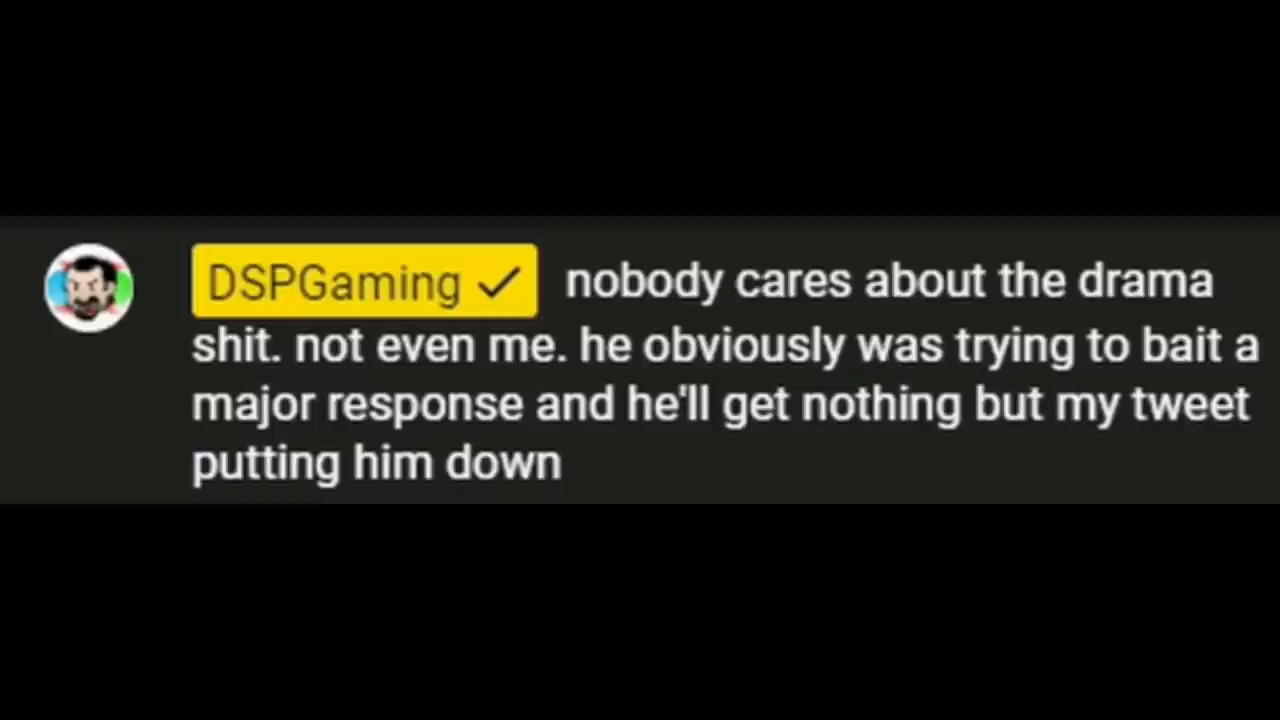 DSPGaming ✓ nobody cares about the drama
shit. not even me. he obviously was trying to bait a
major response and he'll get nothing but my tweet
putting him down